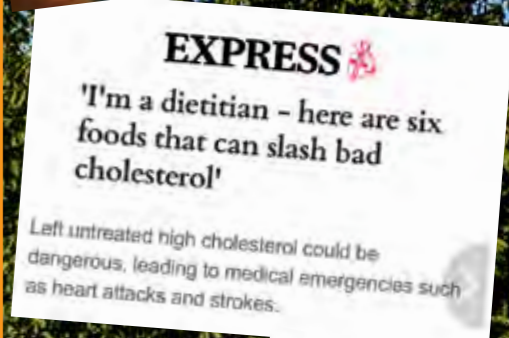 EXPRESS
'I'm a dietitian – here are six
foods that can slash bad
cholesterol'
Left untreated high cholesterol could be
dangerous, leading to medical emergencies such
as heart attacks and strokes.